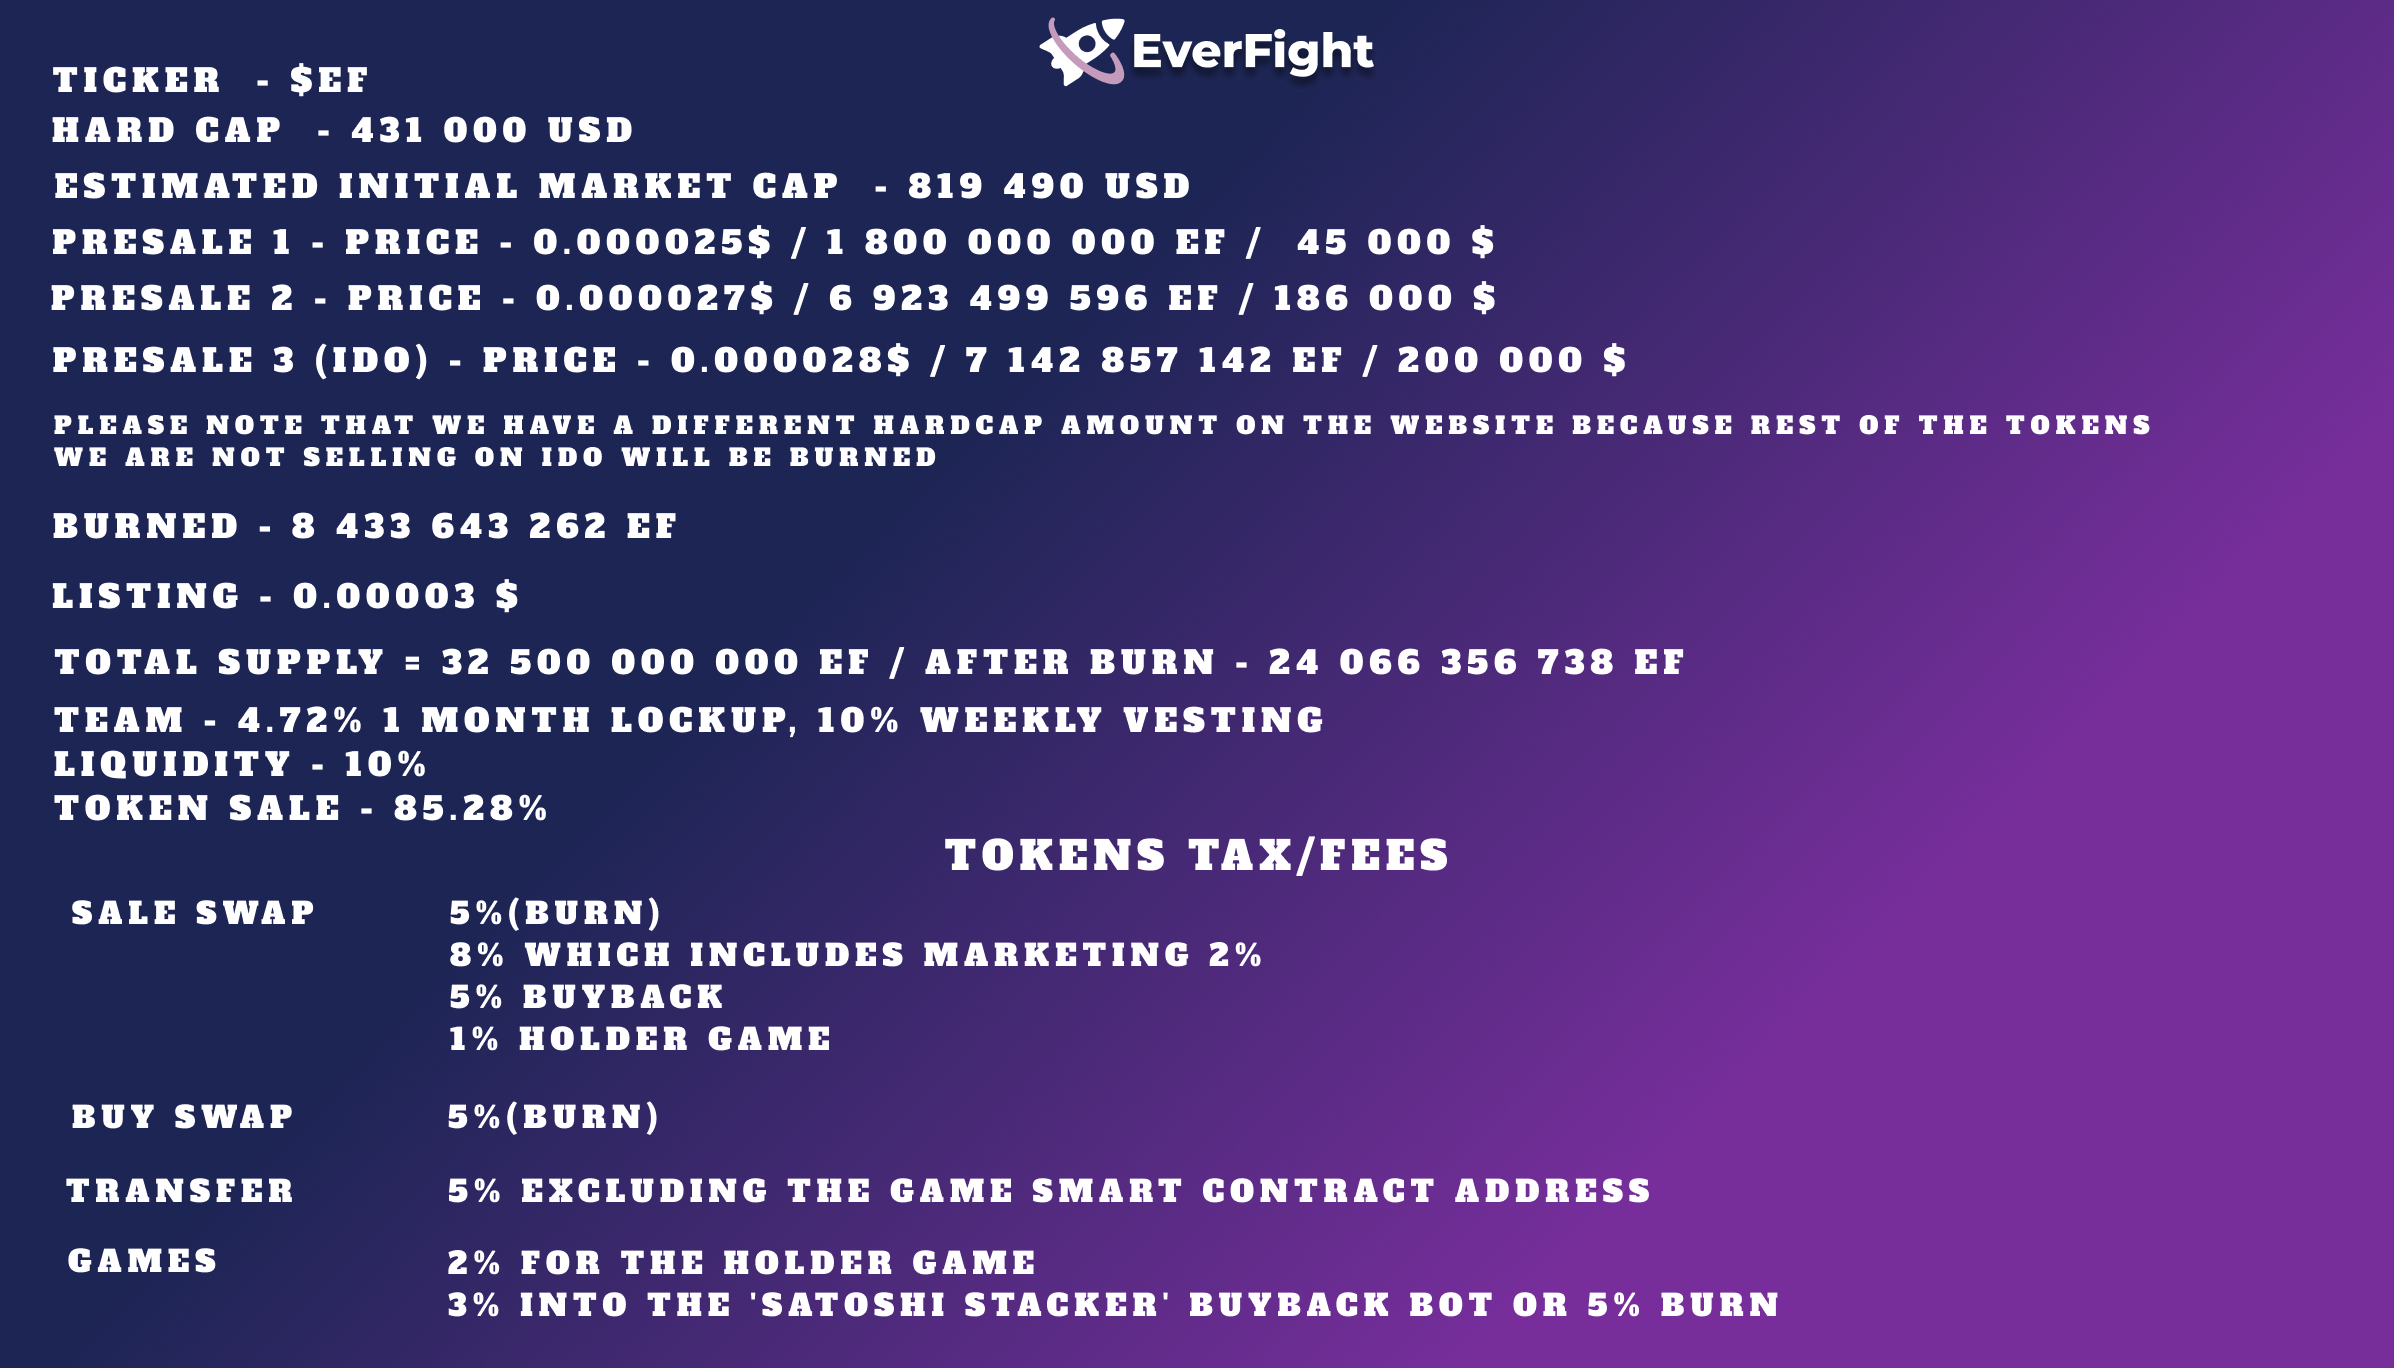 EverFight
TICKER - $EF
HARD CAP - 431 000 USD
ESTIMATED INITIAL MARKET CAP - 819 490 USD
PRESALE 1 - PRICE - 0.000025$ / 1 800 000 000 EF / 45 000 $
PRESALE 2 - PRICE - 0.000027$ / 6 923 499 596 EF / 186 000 $
PRESALE 3 (IDO) - PRICE - 0.000028$ / 7 142 857 142 EF / 200 000 $
PLEASE NOTE THAT WE HAVE A DIFFERENT HARDCAP AMOUNT ON THE WEBSITE BECAUSE REST OF THE TOKENS
WE ARE NOT SELLING ON IDO WILL BE BURNED
BURNED - 8 433 643 262 EF
LISTING - 0.00003 $
TOTAL SUPPLY = 32 500 000 000 EF / AFTER BURN - 24 066 356 738 EF
TEAM - 4.72% 1 MONTH LOCKUP, 10% WEEKLY VESTING
LIQUIDITY - 10%
TOKEN SALE - 85.28%
TOKENS TAX/FEES
SALE SWAP 5%(BURN)
8% WHICH INCLUDES MARKETING 2%
5% BUYBACK
1% HOLDER GAME
BUY SWAP 5%(BURN)
TRANSFER 5% EXCLUDING THE GAME SMART CONTRACT ADDRESS
GAMES 2% FOR THE HOLDER GAME
3% INTO THE 'SATOSHI STACKER' BUYBACK BOT OR 5% BURN